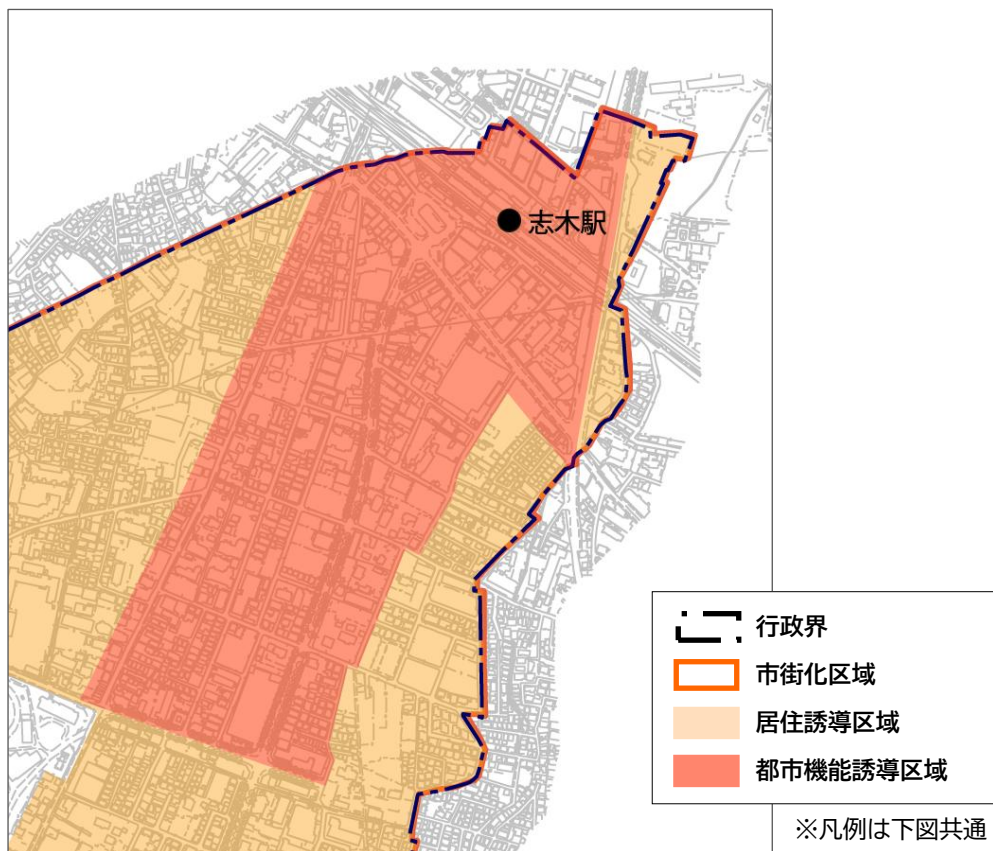 志木駅
行政界
市街化区域
居住誘導区域
都市機能誘導区域
※凡例は下図共通